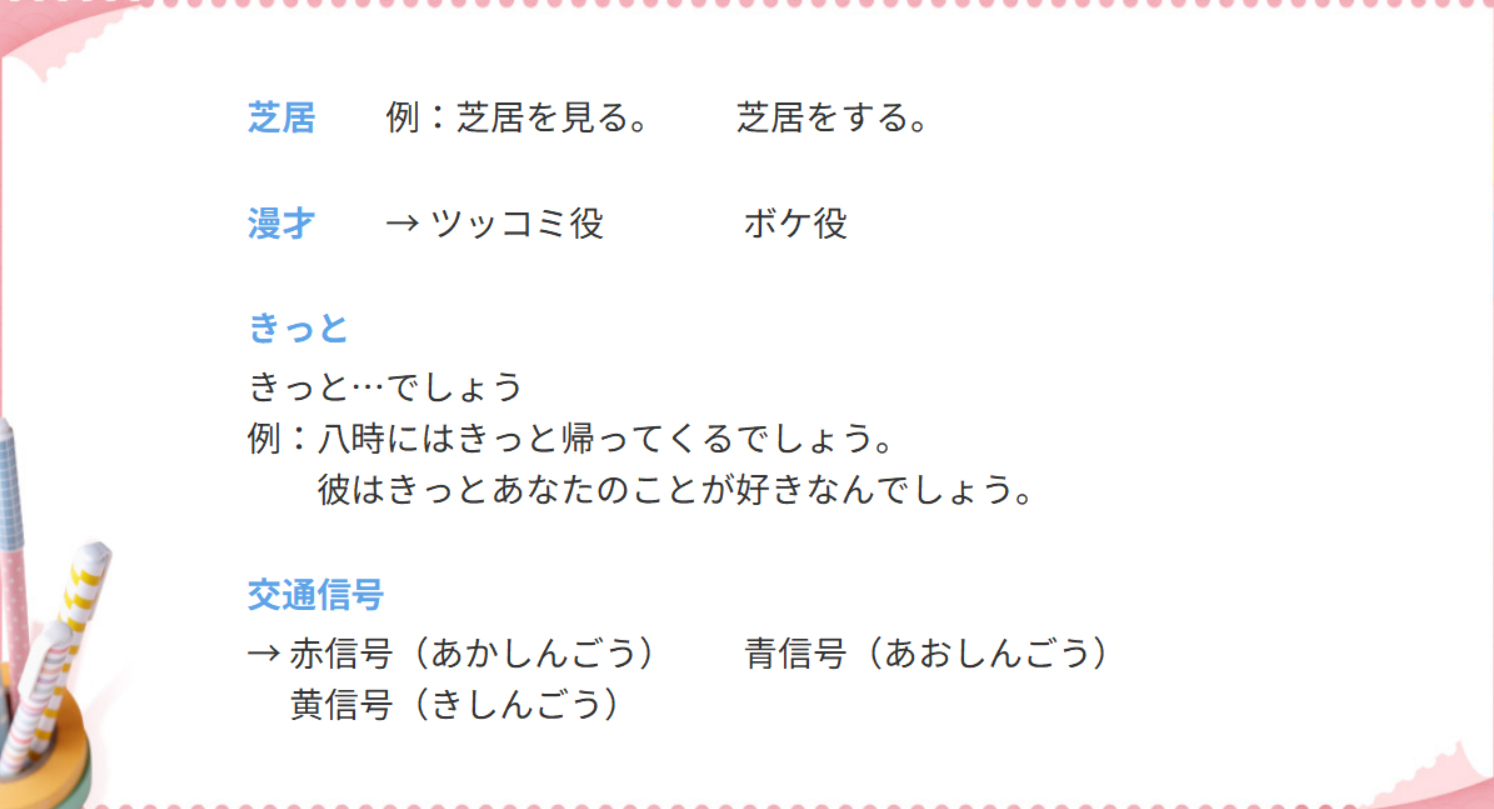 芝居　　例：芝居を見る。　　芝居をする。
漫才　　→ ツッコミ役　　　　ボケ役
きっと
きっと…でしょう
例：八時にはきっと帰ってくるでしょう。
彼はきっとあなたのことが好きなんでしょう。
交通信号
→ 赤信号（あかしんごう）　　青信号（あおしんごう）
黄信号（きしんごう）